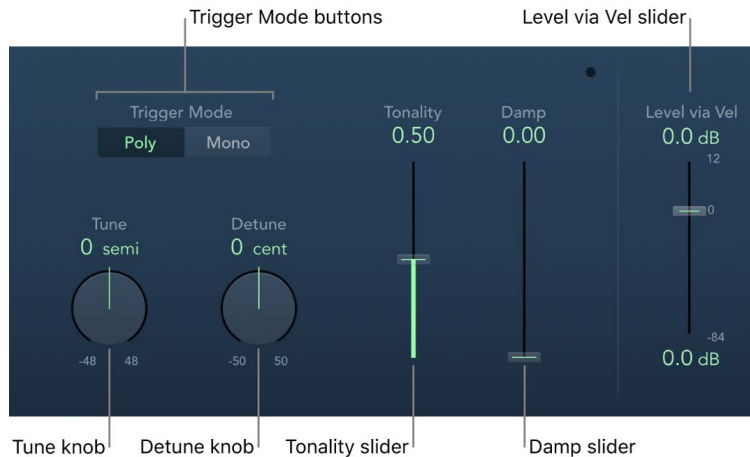 Trigger Mode buttons
Level via Vel slider
Trigger Mode
Poly
Mono
Tonality
0.50
Damp
0.00
Level via Vel
0.0 dB
12
0
-84
0.0 dB
Tune
0 semi
-48 48
Detune
0 cent
-50 50
Tune knob
Detune knob
Tonality slider
Damp slider